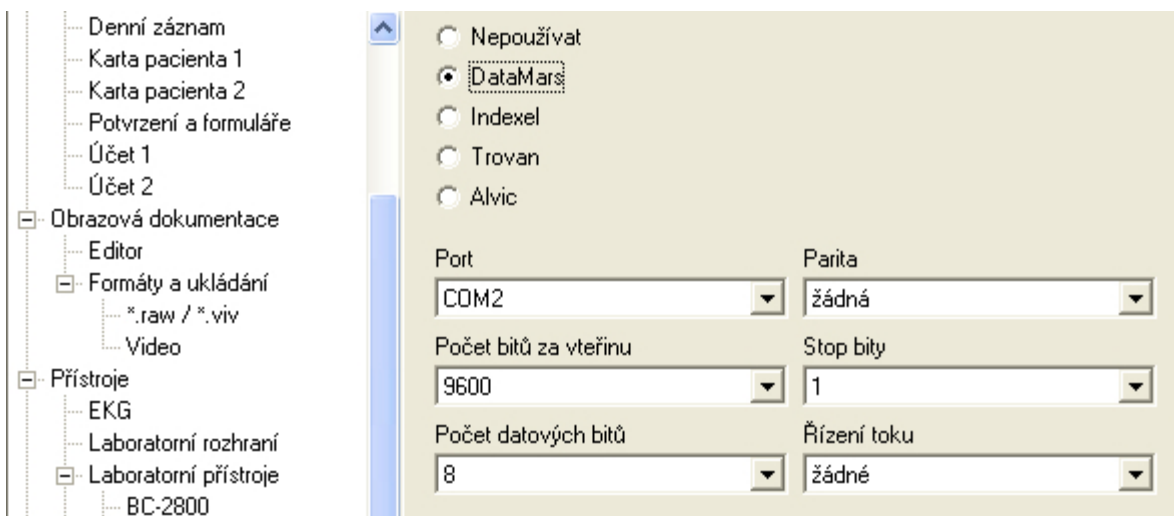 Denní záznam
Karta pacienta 1
Karta pacienta 2
Potvrzení a formuláře
Účet 1
Účet 2
Obrazová dokumentace
Editor
Formáty a ukládání
*.raw / *.viv
Video
Přístroje
EKG
Laboratorní rozhraní
Laboratorní přístroje
BC-2800
Nepoužívat
DataMars
Indexel
Trovan
Alvic
Port
Parita
COM2
žádná
Počet bitů za vteřinu
Stop bity
9600
1
Počet datových bitů
Řízení toku
8
žádné